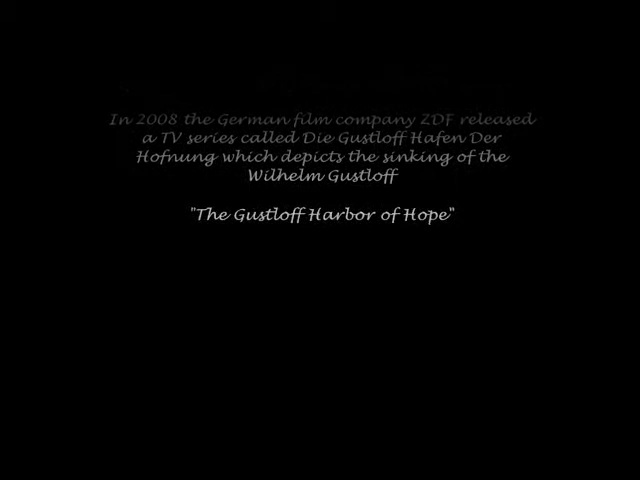 In 2008 the German film company ZDF released
a TV series called Die Gustloff Hafen Der
Hofnung which depicts the sinking of the
Wilhelm Gustloff
"The Gustloff Harbor of Hope"